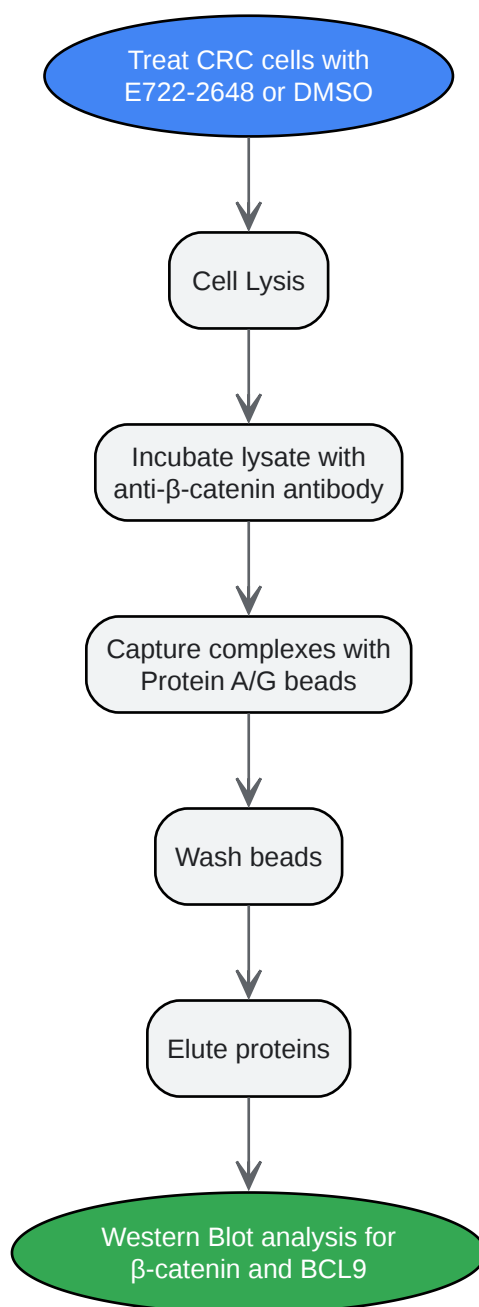 Treat CRC cells with
E722-2648 or DMSO
Cell Lysis
Incubate lysate with
anti-β-catenin antibody
Capture complexes with
Protein A/G beads
Wash beads
Elute proteins
Western Blot analysis for
β-catenin and BCL9